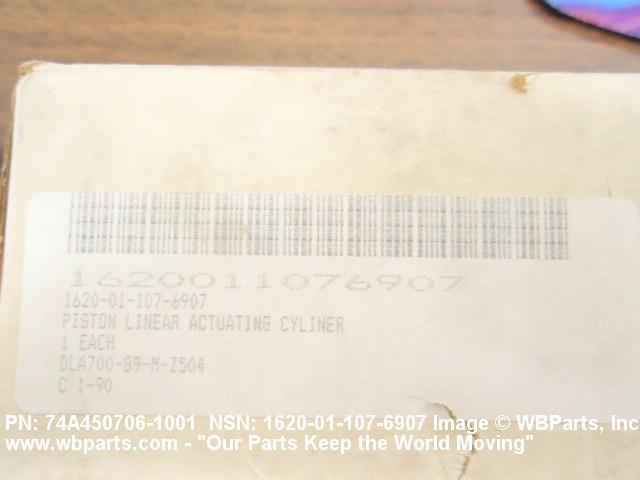 1620011076907
1620-01-107-6907
PISTON LINEAR ACTUATING CYLINER
1 EACH
DLA700-89-M-Z504
C 1-90
PN: 74A450706-1001 NSN: 1620-01-107-6907 Image © WBParts, Inc
www.wbparts.com - "Our Parts Keep the World Moving"